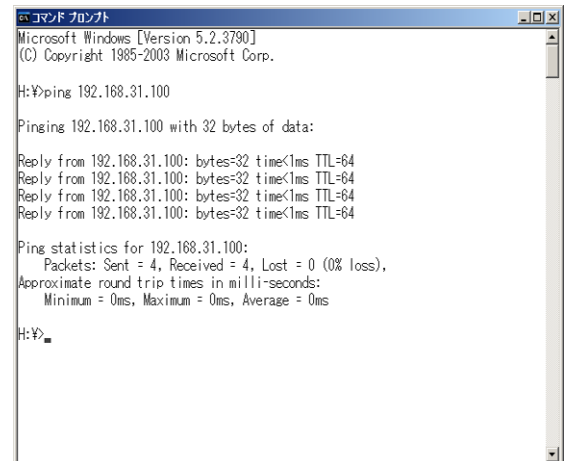 コマンド プロンプト
Microsoft Windows [Version 5.2.3790]
(C) Copyright 1985-2003 Microsoft Corp.
H:¥>ping 192.168.31.100
Pinging 192.168.31.100 with 32 bytes of data:
Reply from 192.168.31.100: bytes=32 time<1ms TTL=64
Reply from 192.168.31.100: bytes=32 time<1ms TTL=64
Reply from 192.168.31.100: bytes=32 time<1ms TTL=64
Reply from 192.168.31.100: bytes=32 time<1ms TTL=64
Ping statistics for 192.168.31.100:
    Packets: Sent = 4, Received = 4, Lost = 0 (0% loss),
Approximate round trip times in milli-seconds:
    Minimum = 0ms, Maximum = 0ms, Average = 0ms
H:¥>_